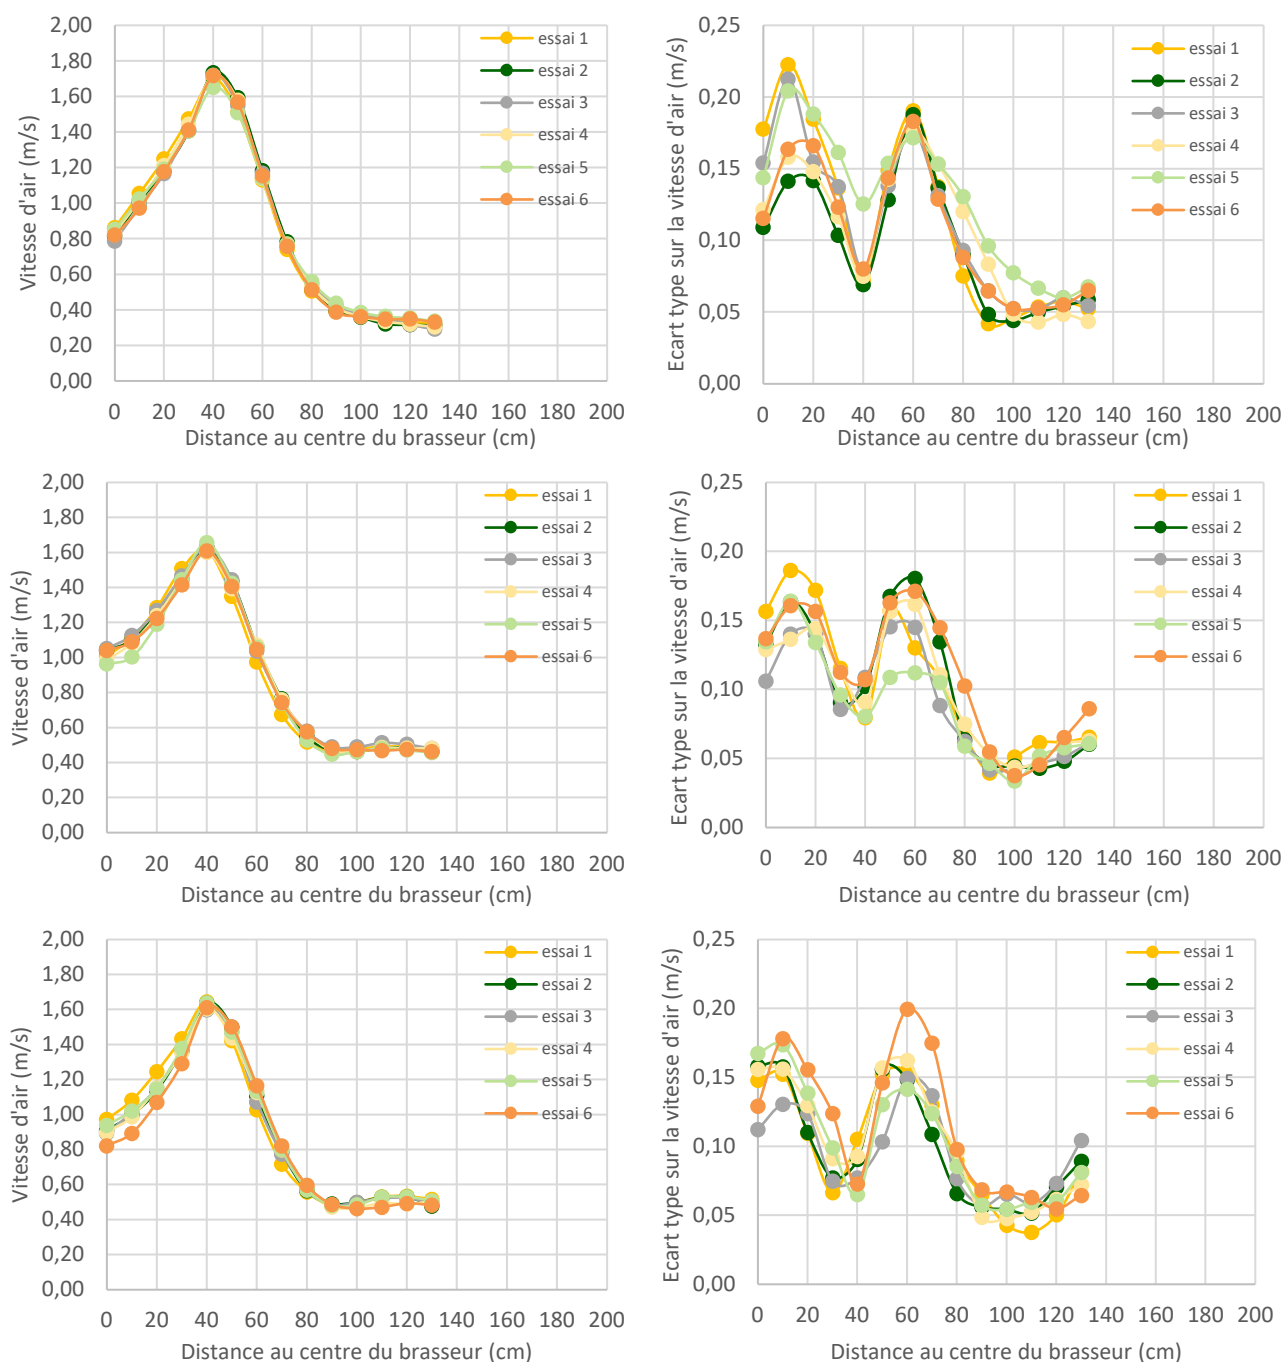 Vitesse d'air (m/s)
2,00
1,80
1,60
1,40
1,20
1,00
0,80
0,60
0,40
0,20
0,00
0 20 40 60 80 100 120 140 160 180 200
Distance au centre du brasseur (cm)
essai 1
essai 2
essai 3
essai 4
essai 5
essai 6
Ecart type sur la vitesse d'air (m/s)
0,25
0,20
0,15
0,10
0,05
0,00
0 20 40 60 80 100 120 140 160 180 200
Distance au centre du brasseur (cm)
essai 1
essai 2
essai 3
essai 4
essai 5
essai 6
Vitesse d'air (m/s)
2,00
1,80
1,60
1,40
1,20
1,00
0,80
0,60
0,40
0,20
0,00
0 20 40 60 80 100 120 140 160 180 200
Distance au centre du brasseur (cm)
essai 1
essai 2
essai 3
essai 4
essai 5
essai 6
Ecart type sur la vitesse d'air (m/s)
0,25
0,20
0,15
0,10
0,05
0,00
0 20 40 60 80 100 120 140 160 180 200
Distance au centre du brasseur (cm)
essai 1
essai 2
essai 3
essai 4
essai 5
essai 6
Vitesse d'air (m/s)
2,00
1,80
1,60
1,40
1,20
1,00
0,80
0,60
0,40
0,20
0,00
0 20 40 60 80 100 120 140 160 180 200
Distance au centre du brasseur (cm)
essai 1
essai 2
essai 3
essai 4
essai 5
essai 6
Ecart type sur la vitesse d'air (m/s)
0,25
0,20
0,15
0,10
0,05
0,00
0 20 40 60 80 100 120 140 160 180 200
Distance au centre du brasseur (cm)
essai 1
essai 2
essai 3
essai 4
essai 5
essai 6